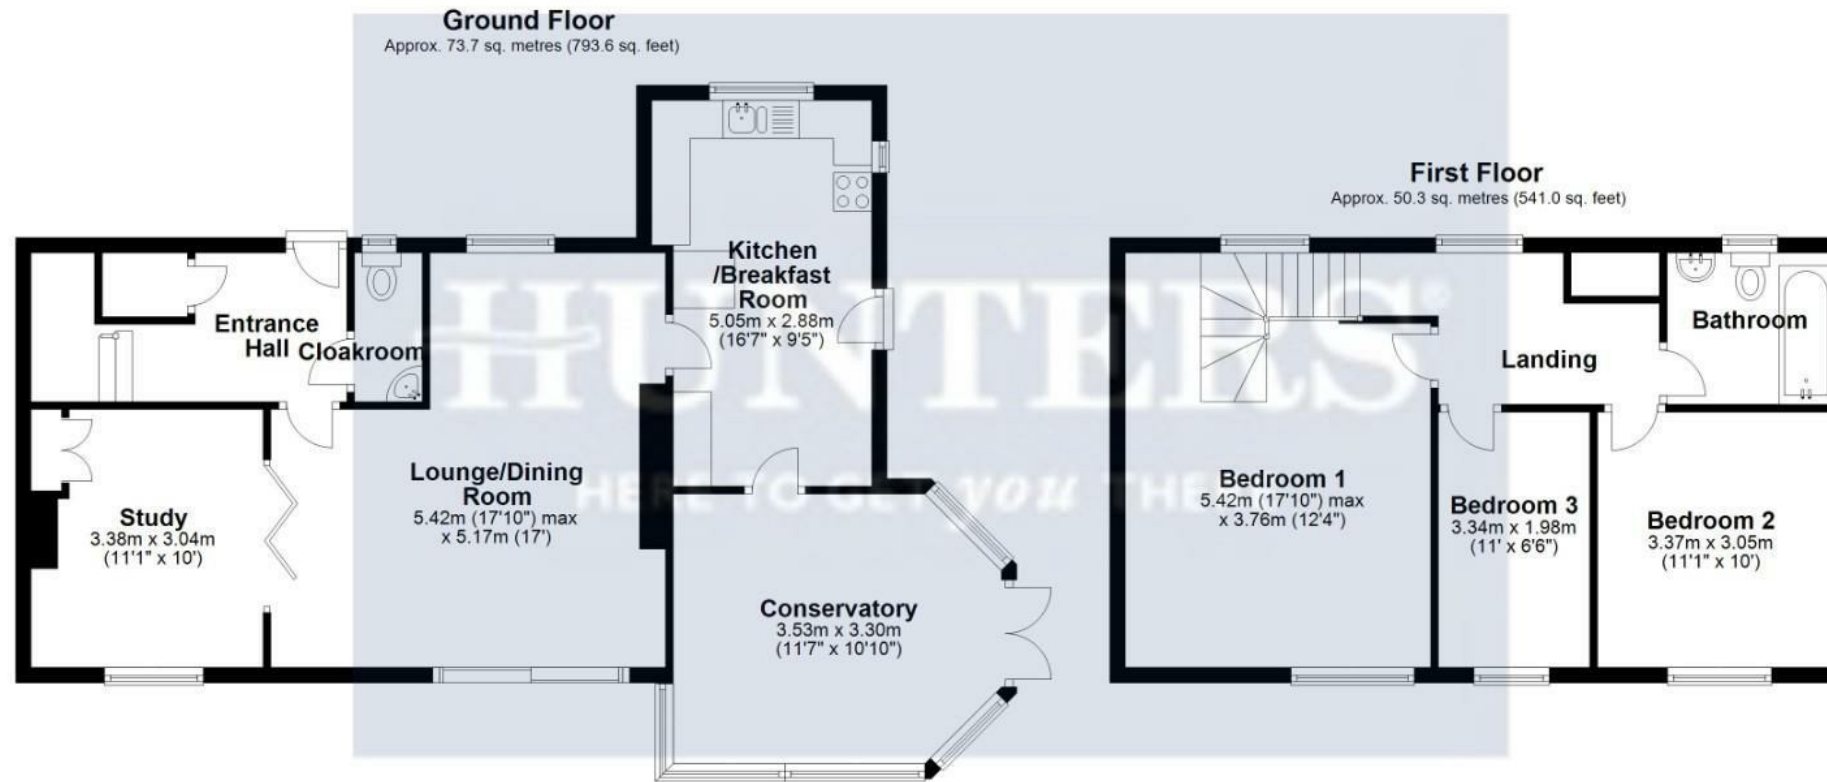 Ground Floor
Approx. 73.7 sq. metres (793.6 sq. feet)
Kitchen
/Breakfast
Room
5.05m x 2.88m
(16'7" x 9'5")
Entrance
Hall
Cloakroom
Lounge/Dining
Room
5.42m (17'10") max
x 5.17m (17')
Study
3.38m x 3.04m
(11'1" x 10')
Conservatory
3.53m x 3.30m
(11'7" x 10'10")
First Floor
Approx. 50.3 sq. metres (541.0 sq. feet)
Bathroom
Landing
Bedroom 1
5.42m (17'10") max
x 3.76m (12'4")
Bedroom 3
3.34m x 1.98m
(11' x 6'6")
Bedroom 2
3.37m x 3.05m
(11'1" x 10')
HUNTERS®
HERE TO GET you THE